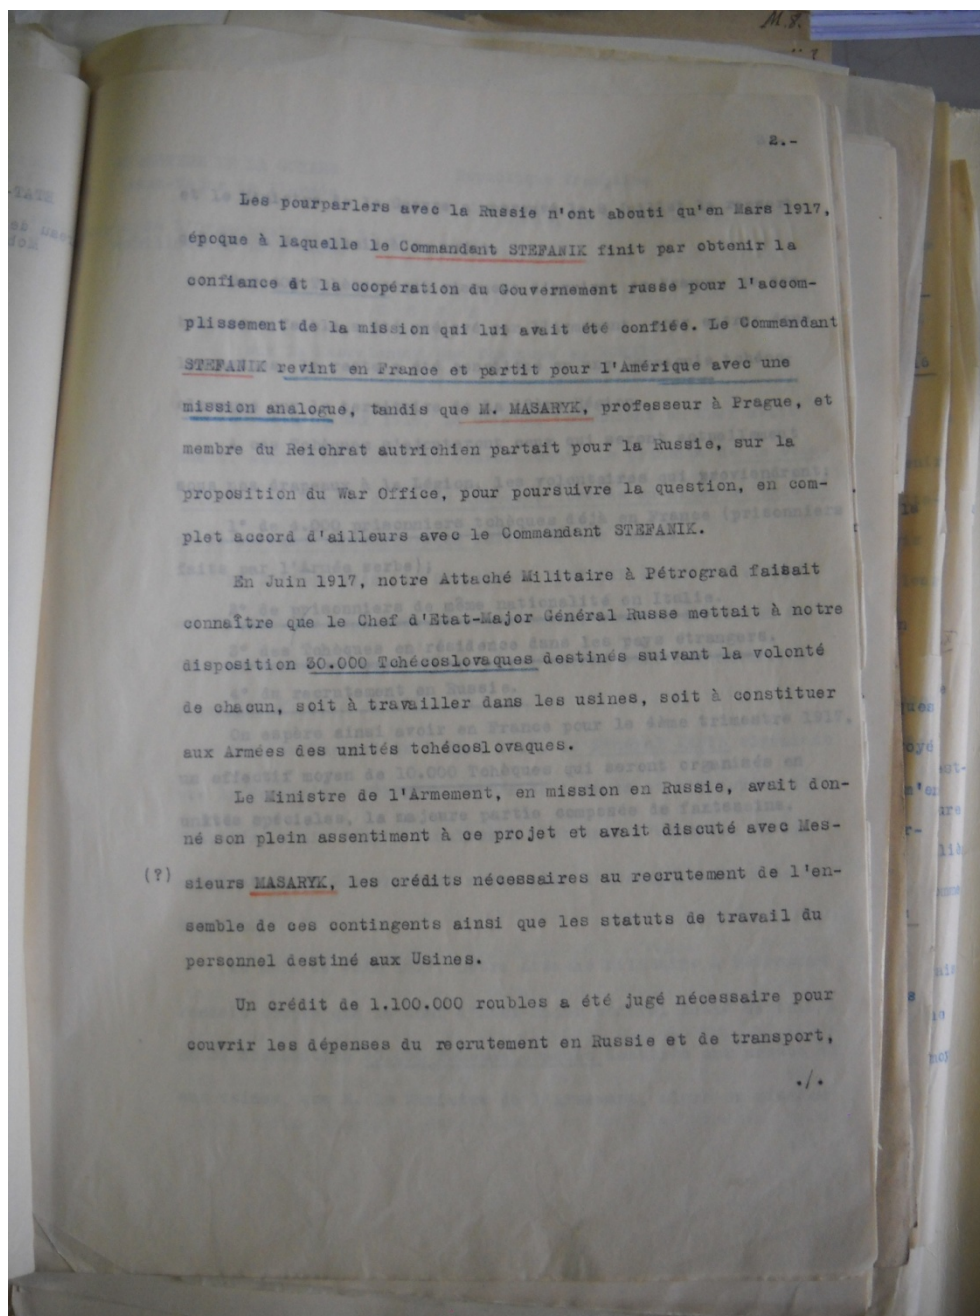 M.8.
2.-
Les pourparlers avec la Russie n'ont abouti qu'en Mars 1917,
époque à laquelle le Commandant STEFANIK finit par obtenir la
confiance et la coopération du Gouvernement russe pour l'accom-
plissement de la mission qui lui avait été confiée. Le Commandant
STEFANIK revint en France et partit pour l'Amérique avec une
mission analogue, tandis que M. MASARYK, professeur à Prague, et
membre du Reichrat autrichien partait pour la Russie, sur la
proposition du War Office, pour poursuivre la question, en com-
plet accord d'ailleurs avec le Commandant STEFANIK.
En Juin 1917, notre Attaché Militaire à Pétrograd faisait
connaître que le Chef d'Etat-Major Général Russe mettait à notre
disposition 30.000 Tchécoslovaques destinés suivant la volonté
de chacun, soit à travailler dans les usines, soit à constituer
aux Armées des unités tchécoslovaques.
Le Ministre de l'Armement, en mission en Russie, avait don-
né son plein assentiment à ce projet et avait discuté avec Mes-
(?) sieurs MASARYK, les crédits nécessaires au recrutement de l'en-
semble de ces contingents ainsi que les statuts de travail du
personnel destiné aux Usines.
Un crédit de 1.100.000 roubles a été jugé nécessaire pour
couvrir les dépenses du recrutement en Russie et de transport,
./.